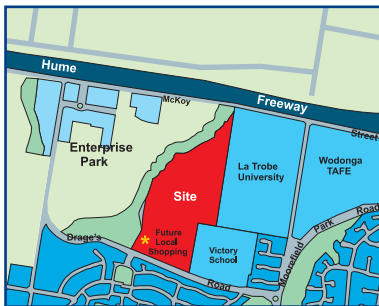 Hume
Freeway
McKoy
Street
Enterprise
Park
La Trobe
University
Wodonga
TAFE
Site
Park Road
Drage's
Future
Local
Shopping
Victory
School
Moorefield
Road